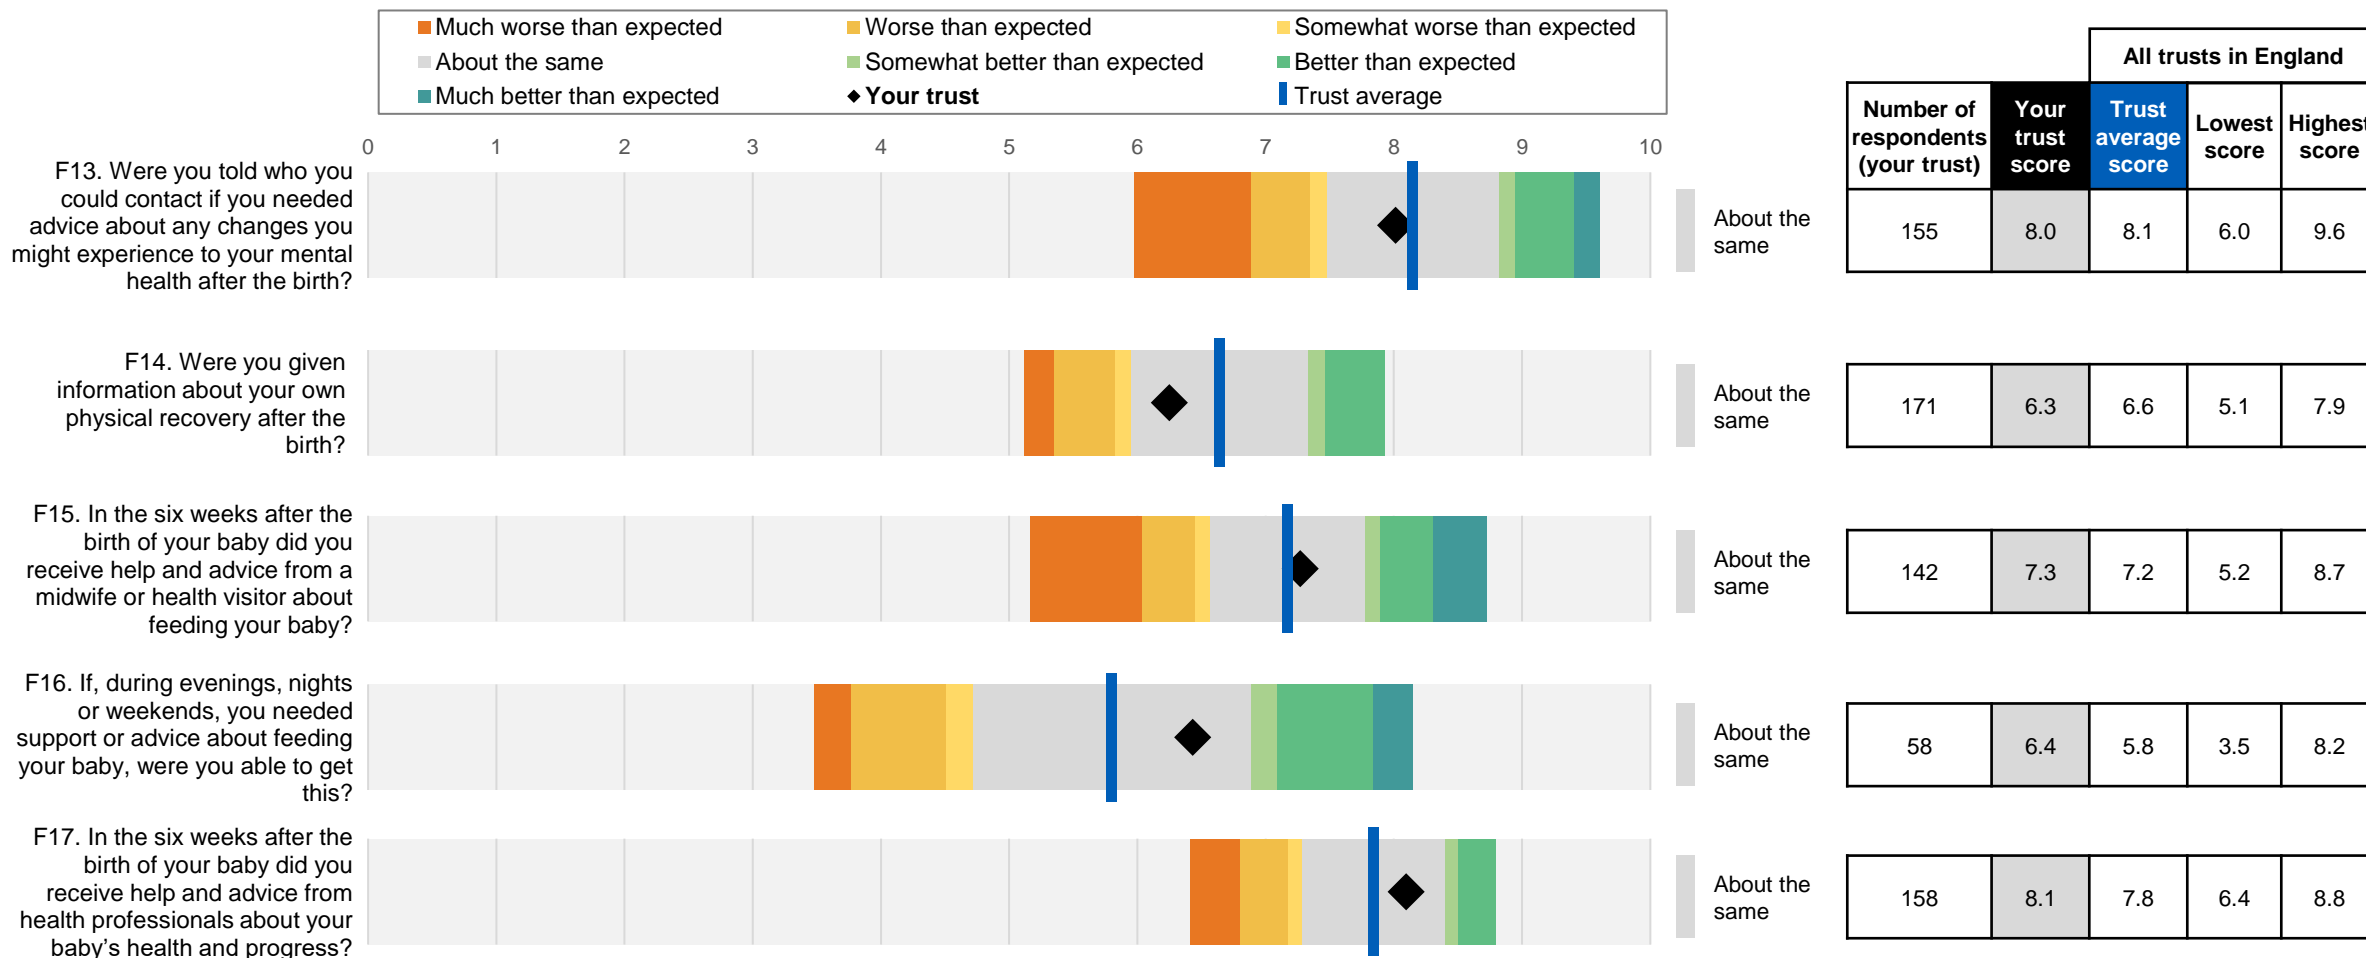 Much worse than expected
Worse than expected
Somewhat worse than expected
About the same
Somewhat better than expected
Better than expected
Much better than expected
Your trust
Trust average
All trusts in England
Number of respondents (your trust)
Your trust score
Trust average score
Lowest score
Highest score
0 1 2 3 4 5 6 7 8 9 10
F13. Were you told who you
could contact if you needed
advice about any changes you
might experience to your mental
health after the birth?
About the
same
155 8.0 8.1 6.0 9.6
F14. Were you given
information about your own
physical recovery after the
birth?
About the
same
171 6.3 6.6 5.1 7.9
F15. In the six weeks after the
birth of your baby did you
receive help and advice from a
midwife or health visitor about
feeding your baby?
About the
same
142 7.3 7.2 5.2 8.7
F16. If, during evenings, nights
or weekends, you needed
support or advice about feeding
your baby, were you able to get
this?
About the
same
58 6.4 5.8 3.5 8.2
F17. In the six weeks after the
birth of your baby did you
receive help and advice from
health professionals about your
baby's health and progress?
About the
same
158 8.1 7.8 6.4 8.8